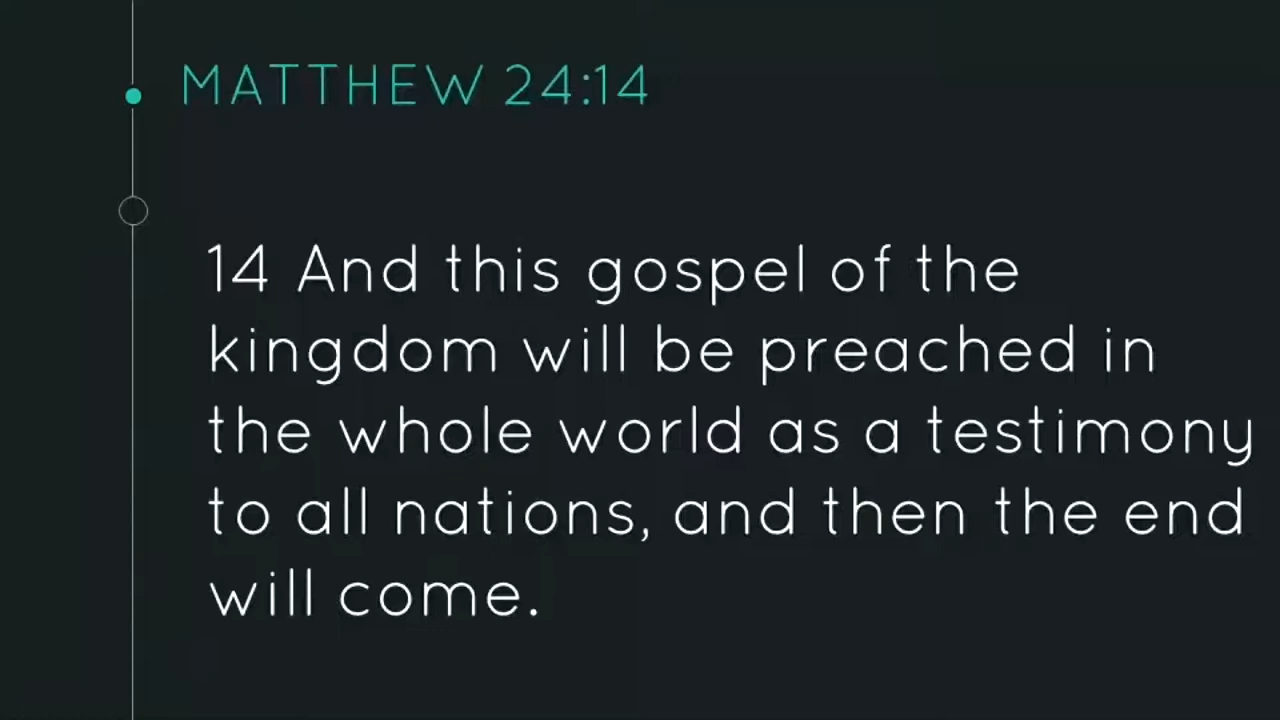 MATTHEW 24:14
14 And this gospel of the
kingdom will be preached in
the whole world as a testimony
to all nations, and then the end
will come.